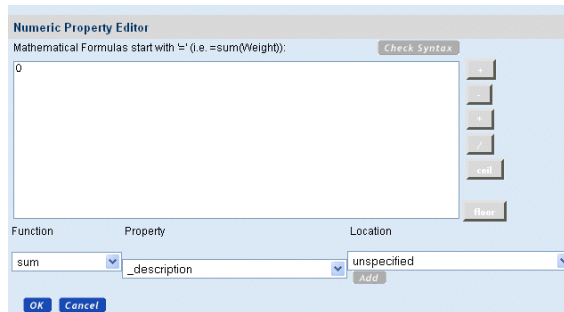 Numeric Property Editor
Mathematical Formulas start with '=' (i.e. =sum(Weight)):
Check Syntax
0
+
-
*
/
ceil
floor
Function Property Location
sum _description unspecified
Add
OK Cancel